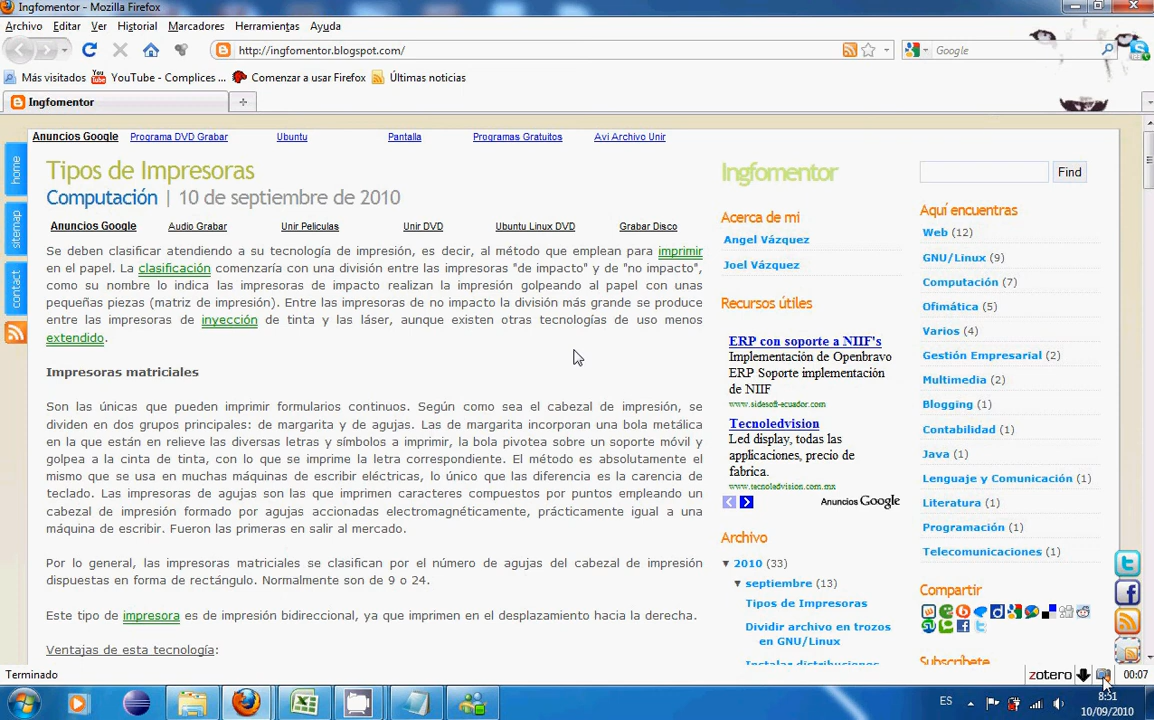 Ingfomentor - Mozilla Firefox
Archivo Editar Ver Historial Marcadores Herramientas Ayuda
http://ingfomentor.blogspot.com/
Google
Más visitados YouTube - Complices ... Comenzar a usar Firefox Últimas noticias
Ingfomentor
home
sitemap
contact
Anuncios Google Programa DVD Grabar Ubuntu Pantalla Programas Gratuitos Avi Archivo Unir
Tipos de Impresoras
Computación | 10 de septiembre de 2010
Anuncios Google Audio Grabar Unir Peliculas Unir DVD Ubuntu Linux DVD Grabar Disco
Se deben clasificar atendiendo a su tecnología de impresión, es decir, al método que emplean para imprimir
en el papel. La clasificación comenzaría con una división entre las impresoras "de impacto" y de "no impacto",
como su nombre lo indica las impresoras de impacto realizan la impresión golpeando al papel con unas
pequeñas piezas (matriz de impresión). Entre las impresoras de no impacto la división más grande se produce
entre las impresoras de inyección de tinta y las láser, aunque existen otras tecnologías de uso menos
extendido.
Impresoras matriciales
Son las únicas que pueden imprimir formularios continuos. Según como sea el cabezal de impresión, se
dividen en dos grupos principales: de margarita y de agujas. Las de margarita incorporan una bola metálica
en la que están en relieve las diversas letras y símbolos a imprimir, la bola pivotea sobre un soporte móvil y
golpea a la cinta de tinta, con lo que se imprime la letra correspondiente. El método es absolutamente el
mismo que se usa en muchas máquinas de escribir eléctricas, lo único que las diferencia es la carencia de
teclado. Las impresoras de agujas son las que imprimen caracteres compuestos por puntos empleando un
cabezal de impresión formado por agujas accionadas electromagnéticamente, prácticamente igual a una
máquina de escribir. Fueron las primeras en salir al mercado.
Por lo general, las impresoras matriciales se clasifican por el número de agujas del cabezal de impresión
dispuestas en forma de rectángulo. Normalmente son de 9 o 24.
Este tipo de impresora es de impresión bidireccional, ya que imprimen en el desplazamiento hacia la derecha.
Ventajas de esta tecnología:
Ingfomentor
Acerca de mi
Angel Vázquez
Joel Vázquez
Recursos útiles
ERP con soporte a NIIF's
Implementación de Openbravo
ERP Soporte implementación
de NIIF
www.sidesoft-ecuador.com
Tecnoledvision
Led display, todas las
applicaciones, precio de
fabrica.
www.tecnoledvision.com.mx
Anuncios Google
Archivo
▼ 2010 (33)
▼ septiembre (13)
Tipos de Impresoras
Dividir archivo en trozos
en GNU/Linux
Instalar distribuciones
Find
Aquí encuentras
Web (12)
GNU/Linux (9)
Computación (7)
Ofimática (5)
Varios (4)
Gestión Empresarial (2)
Multimedia (2)
Blogging (1)
Contabilidad (1)
Java (1)
Lenguaje y Comunicación (1)
Literatura (1)
Programación (1)
Telecomunicaciones (1)
Compartir
Subscríbete
Terminado
zotero
00:07
ES
8:51
10/09/2010